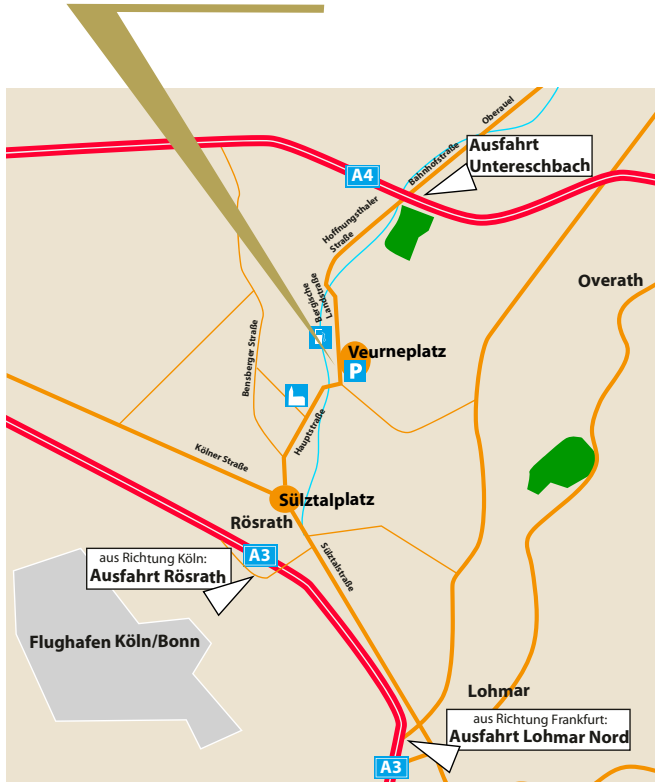 Oberauel
Ausfahrt
Untereschbach
Bahnhofstraße
A4
Hoffnungsthaler
Straße
Overath
Bergische
Landstraße
Bensberger Straße
Veurneplatz
P
Hauptstraße
Kölner Straße
Sülztalplatz
Rösrath
A3
aus Richtung Köln:
Ausfahrt Rösrath
Sülztalstraße
Flughafen Köln/Bonn
Lohmar
aus Richtung Frankfurt:
Ausfahrt Lohmar Nord
A3